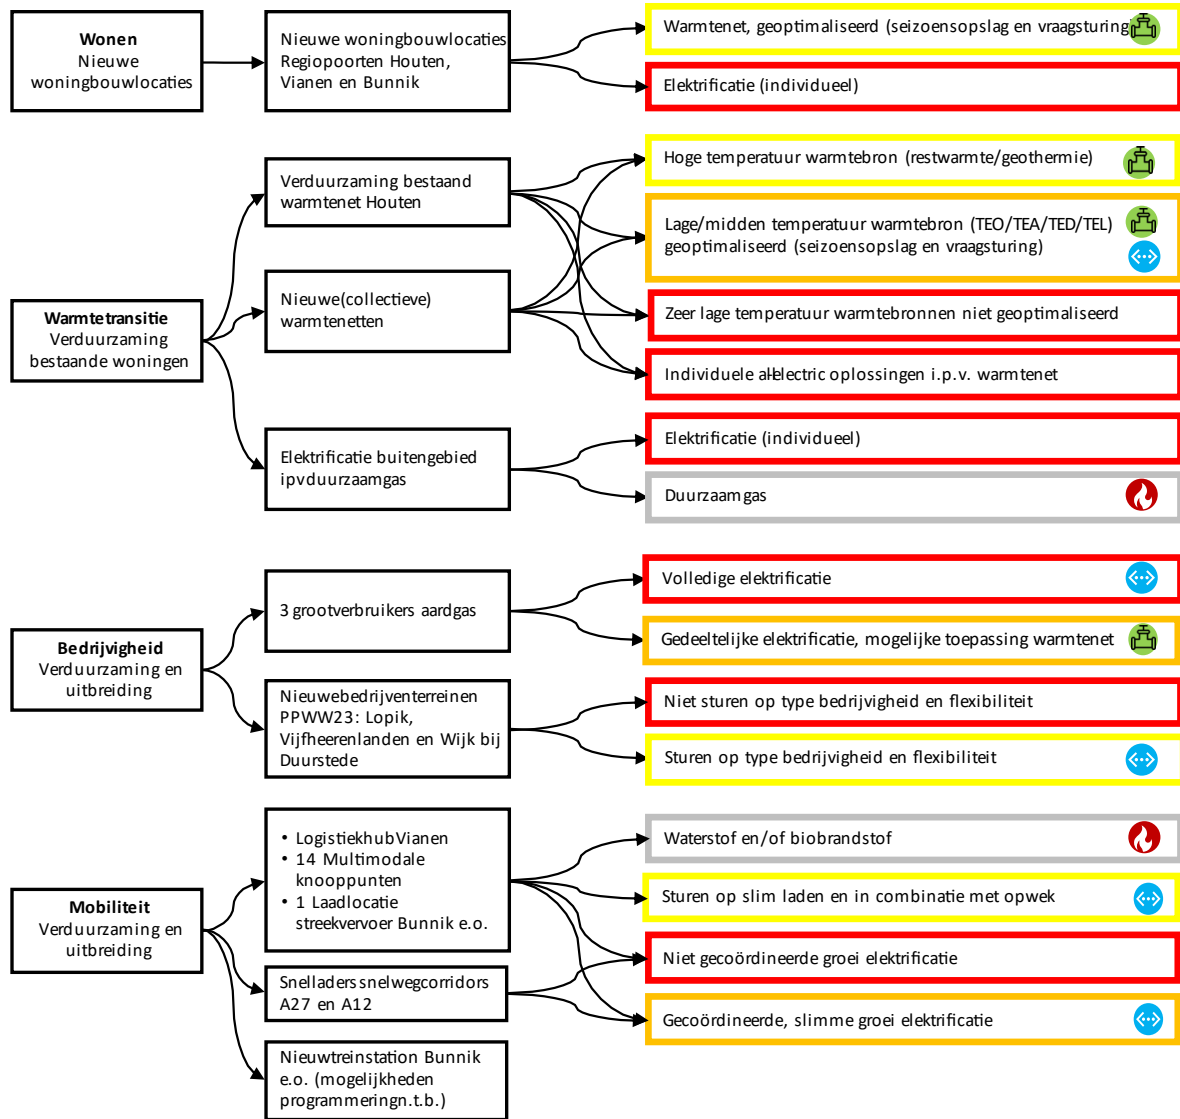 Wonen
Nieuwe
woningbouwlocaties
Nieuwe woningbouwlocaties
Regiopoorten Houten,
Vianen en Bunnik
Warmtenet, geoptimaliseerd (seizoensopslag en vraagsturing
Elektrificatie (individueel)
Warmtetransitie
Verduurzaming
bestaande woningen
Verduurzaming bestaand
warmtenet Houten
Nieuwe(collectieve)
warmtenetten
Elektrificatie buitengebied
ipvduurzaamgas
Hoge temperatuur warmtebron (restwarmte/geothermie)
Lage/midden temperatuur warmtebron (TEO/TEA/TED/TEL)
geoptimaliseerd (seizoensopslag en vraagsturing)
Zeer lage temperatuur warmtebronnen niet geoptimaliseerd
Individuele all-electric oplossingen i.p.v. warmtenet
Elektrificatie (individueel)
Duurzaamgas
Bedrijvigheid
Verduurzaming en
uitbreiding
3 grootverbruikers aardgas
Nieuwebedrijventerreinen
PPWW23: Lopik,
Vijfheerenlanden en Wijk bij
Duurstede
Volledige elektrificatie
Gedeeltelijke elektrificatie, mogelijke toepassing warmtenet
Niet sturen op type bedrijvigheid en flexibiliteit
Sturen op type bedrijvigheid en flexibiliteit
Mobiliteit
Verduurzaming en
uitbreiding
• LogistiekhubVianen
• 14 Multimodale
knooppunten
• 1 Laadlocatie
streekvervoer Bunnik e.o.
Snelladers snelwegcorridors
A27 en A12
Nieuwtreinstation Bunnik
e.o. (mogelijkheden
programmeringn.t.b.)
Waterstof en/of biobrandstof
Sturen op slim laden en in combinatie met opwek
Niet gecoördineerde groei elektrificatie
Gecoördineerde, slimme groei elektrificatie